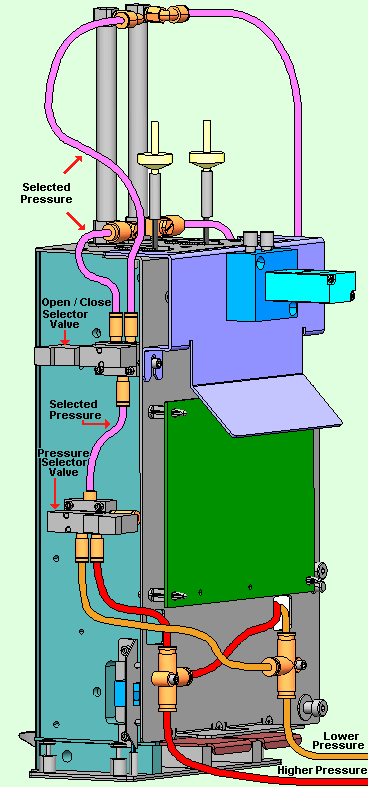 Selected
Pressure
Open / Close
Selector
Valve
Selected
Pressure
Pressure
Selector
Valve
Lower
Pressure
Higher Pressure